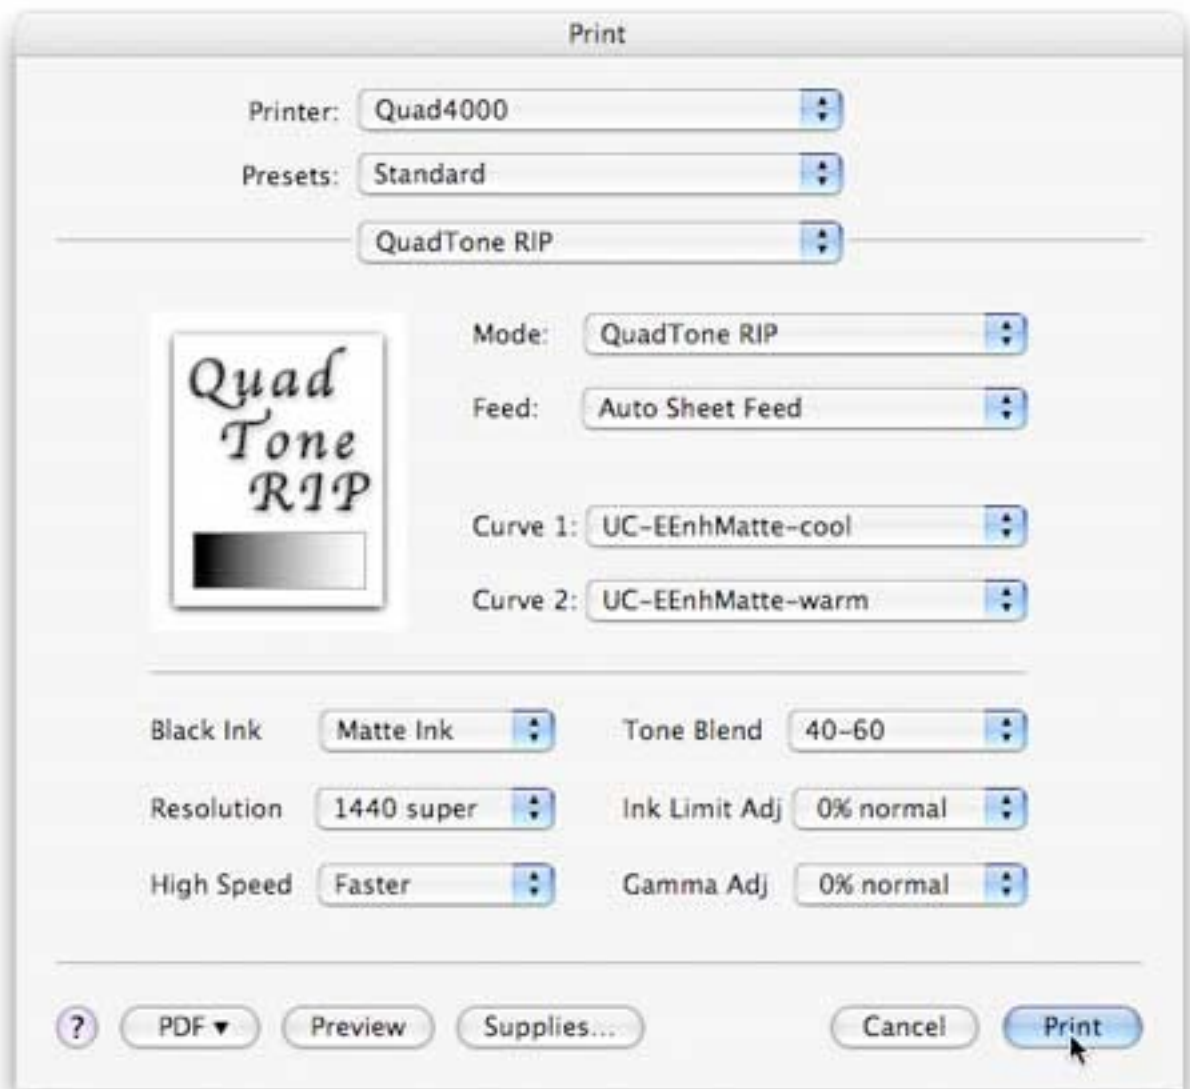 Print
Printer: Quad4000
Presets: Standard
QuadTone RIP
Quad
Tone
RIP
Mode: QuadTone RIP
Feed: Auto Sheet Feed
Curve 1: UC-EEnhMatte-cool
Curve 2: UC-EEnhMatte-warm
Black Ink Matte Ink Tone Blend 40-60
Resolution 1440 super Ink Limit Adj 0% normal
High Speed Faster Gamma Adj 0% normal
? PDF▼ Preview Supplies... Cancel Print